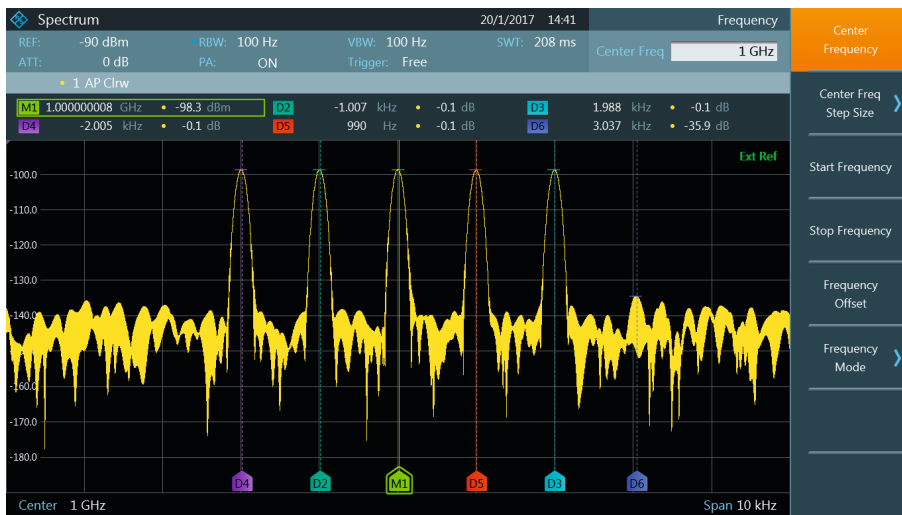 Spectrum 20/1/2017 14:41 Frequency
REF: -90 dBm RBW: 100 Hz VBW: 100 Hz SWT: 208 ms
ATT: 0 dB PA: ON Trigger: Free
Center Freq 1 GHz
1 AP Clrw
M1 1.000000008 GHz • -98.3 dBm D2 -1.007 kHz • -0.1 dB D3 1.988 kHz • -0.1 dB
D4 -2.005 kHz • -0.1 dB D5 990 Hz • -0.1 dB D6 3.037 kHz • -35.9 dB
Ext Ref
-100.0
-110.0
-120.0
-130.0
-140.0
-160.0
-170.0
-180.0
D4 D2 M1 D5 D3 D6
Center 1 GHz Span 10 kHz
Center
Frequency
Center Freq
Step Size
Start Frequency
Stop Frequency
Frequency
Offset
Frequency
Mode